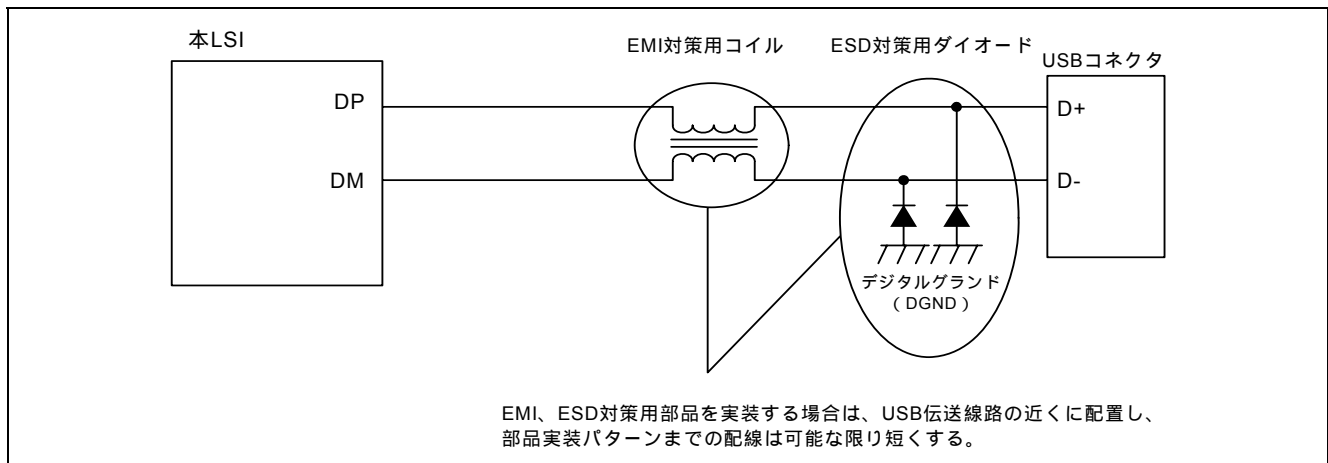 本LSI
EMI対策用コイル
ESD対策用ダイオード
USBコネクタ
DP
D+
DM
D-
デジタルグランド
（DGND）
EMI、ESD対策用部品を実装する場合は、USB伝送線路の近くに配置し、
部品実装パターンまでの配線は可能な限り短くする。